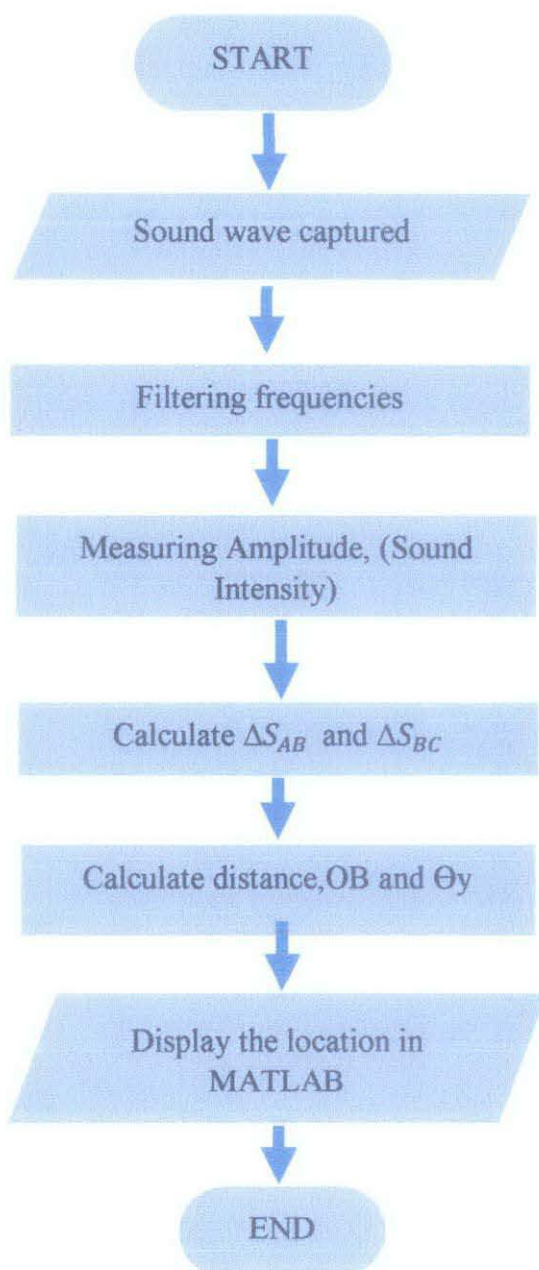 START
Sound wave captured
Filtering frequencies
Measuring Amplitude, (Sound
Intensity)
Calculate ΔS_AB and ΔS_BC
Calculate distance,OB and Өy
Display the location in
MATLAB
END